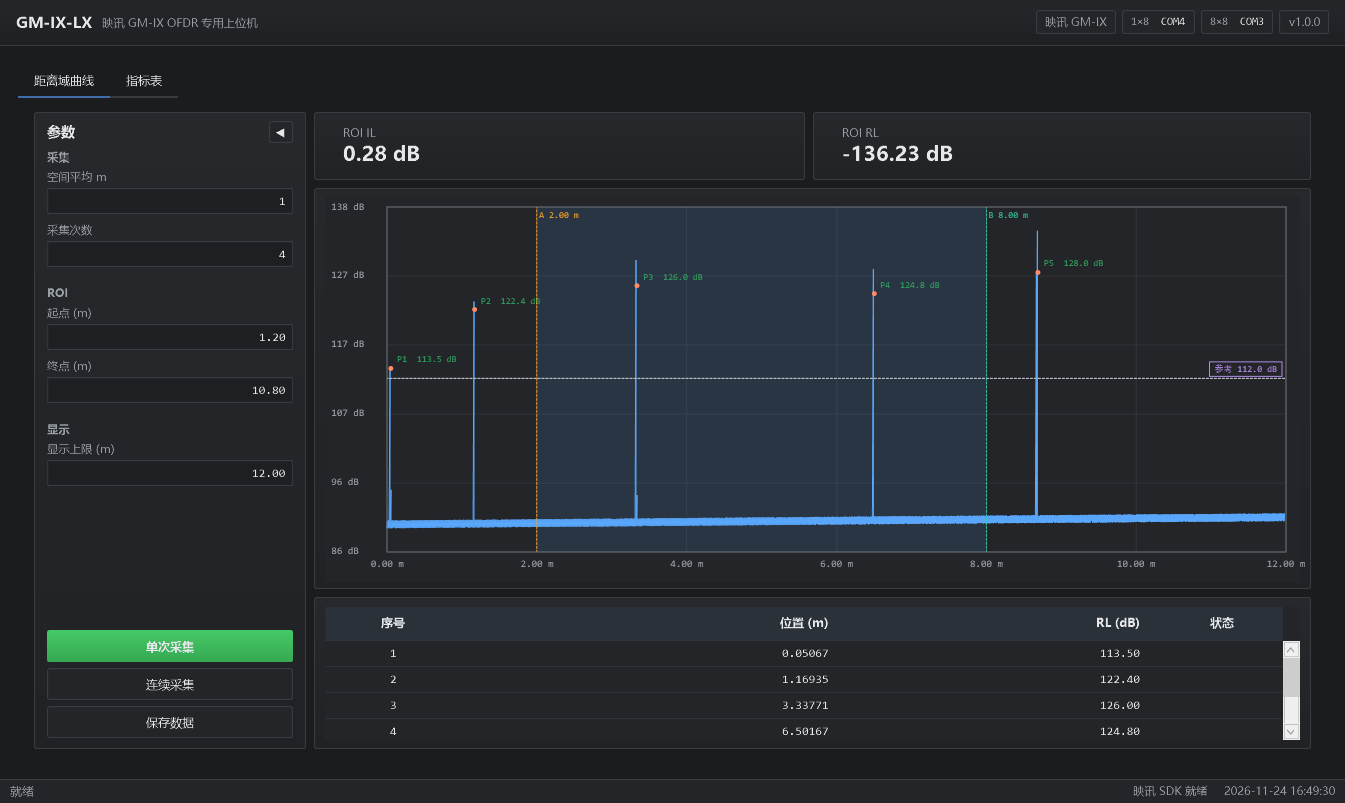 GM-IX-LX 映讯 GM-IX OFDR 专用上位机 映讯 GM-IX 1×8 COM4 8×8 COM3 v1.0.0
距离域曲线 指标表
参数 ◀
采集
空间平均 m
1
采集次数
4
ROI
起点 (m)
1.20
终点 (m)
10.80
显示
显示上限 (m)
12.00
单次采集
连续采集
保存数据
ROI IL
0.28 dB
ROI RL
-136.23 dB
138 dB
127 dB
117 dB
107 dB
96 dB
86 dB
A 2.00 m
B 8.00 m
P1 113.5 dB
P2 122.4 dB
P3 126.0 dB
P4 124.8 dB
P5 128.0 dB
参考 112.0 dB
0.00 m 2.00 m 4.00 m 6.00 m 8.00 m 10.00 m 12.00 m
序号 位置 (m) RL (dB) 状态
1 0.05067 113.50
2 1.16935 122.40
3 3.33771 126.00
4 6.50167 124.80
就绪 映讯 SDK 就绪 2026-11-24 16:49:30